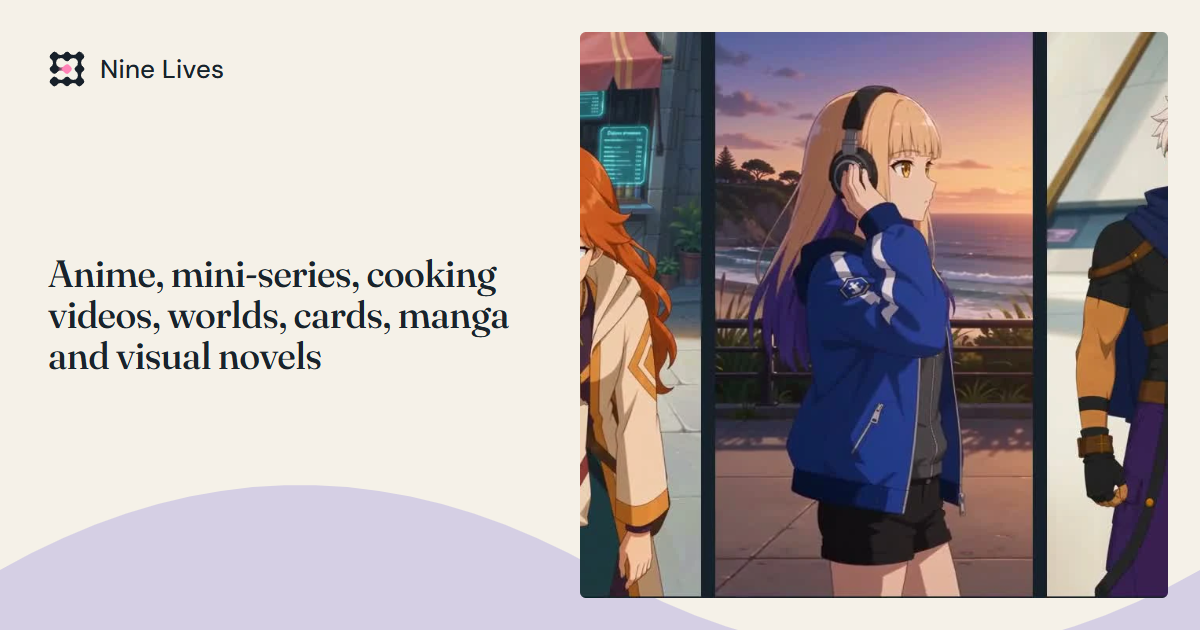 Nine Lives
Anime, mini-series, cooking
videos, worlds, cards, manga
and visual novels